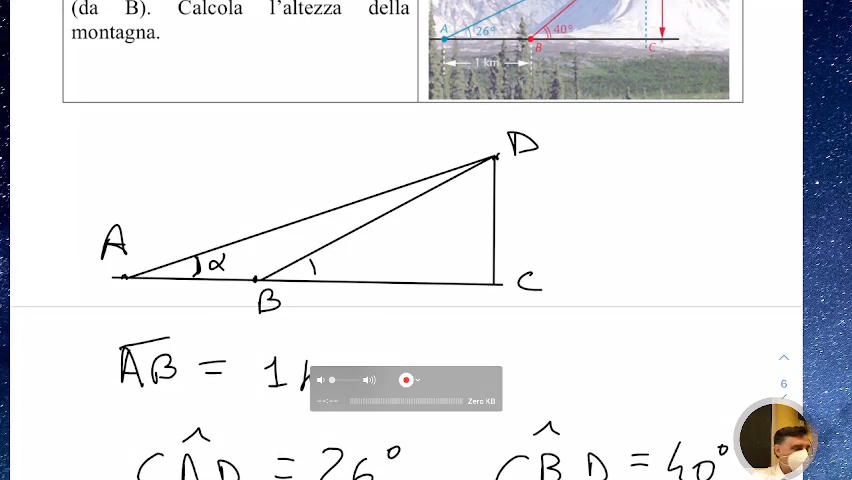 (da B). Calcola l'altezza della
montagna.
A 26° B 40° C
1 km
D
A α
B C
AB = 1
Zero KB
6
CÂD = 26° CB̂D = 40°